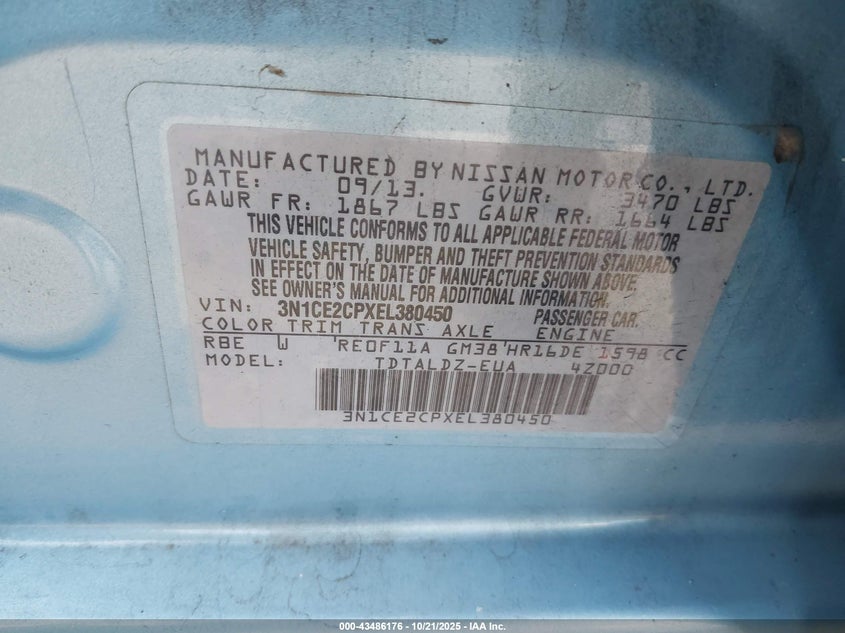 MANUFACTURED BY NISSAN MOTOR CO., LTD.
DATE: 09/13. GVWR: 3470 LBS
GAWR FR: 1867 LBS GAWR RR: 1664 LBS
THIS VEHICLE CONFORMS TO ALL APPLICABLE FEDERAL MOTOR
VEHICLE SAFETY, BUMPER AND THEFT PREVENTION STANDARDS
IN EFFECT ON THE DATE OF MANUFACTURE SHOWN ABOVE.
SEE OWNER'S MANUAL FOR ADDITIONAL INFORMATION.
VIN: 3N1CE2CPXEL380450 PASSENGER CAR.
COLOR TRIM TRANS AXLE ENGINE
RBE W 'RE0F11A GM38'HR16DE 1598 CC
MODEL: TDTALDZ-EUA 4Z000
3N1CE2CPXEL380450
000-43486176 - 10/21/2025 - IAA Inc.